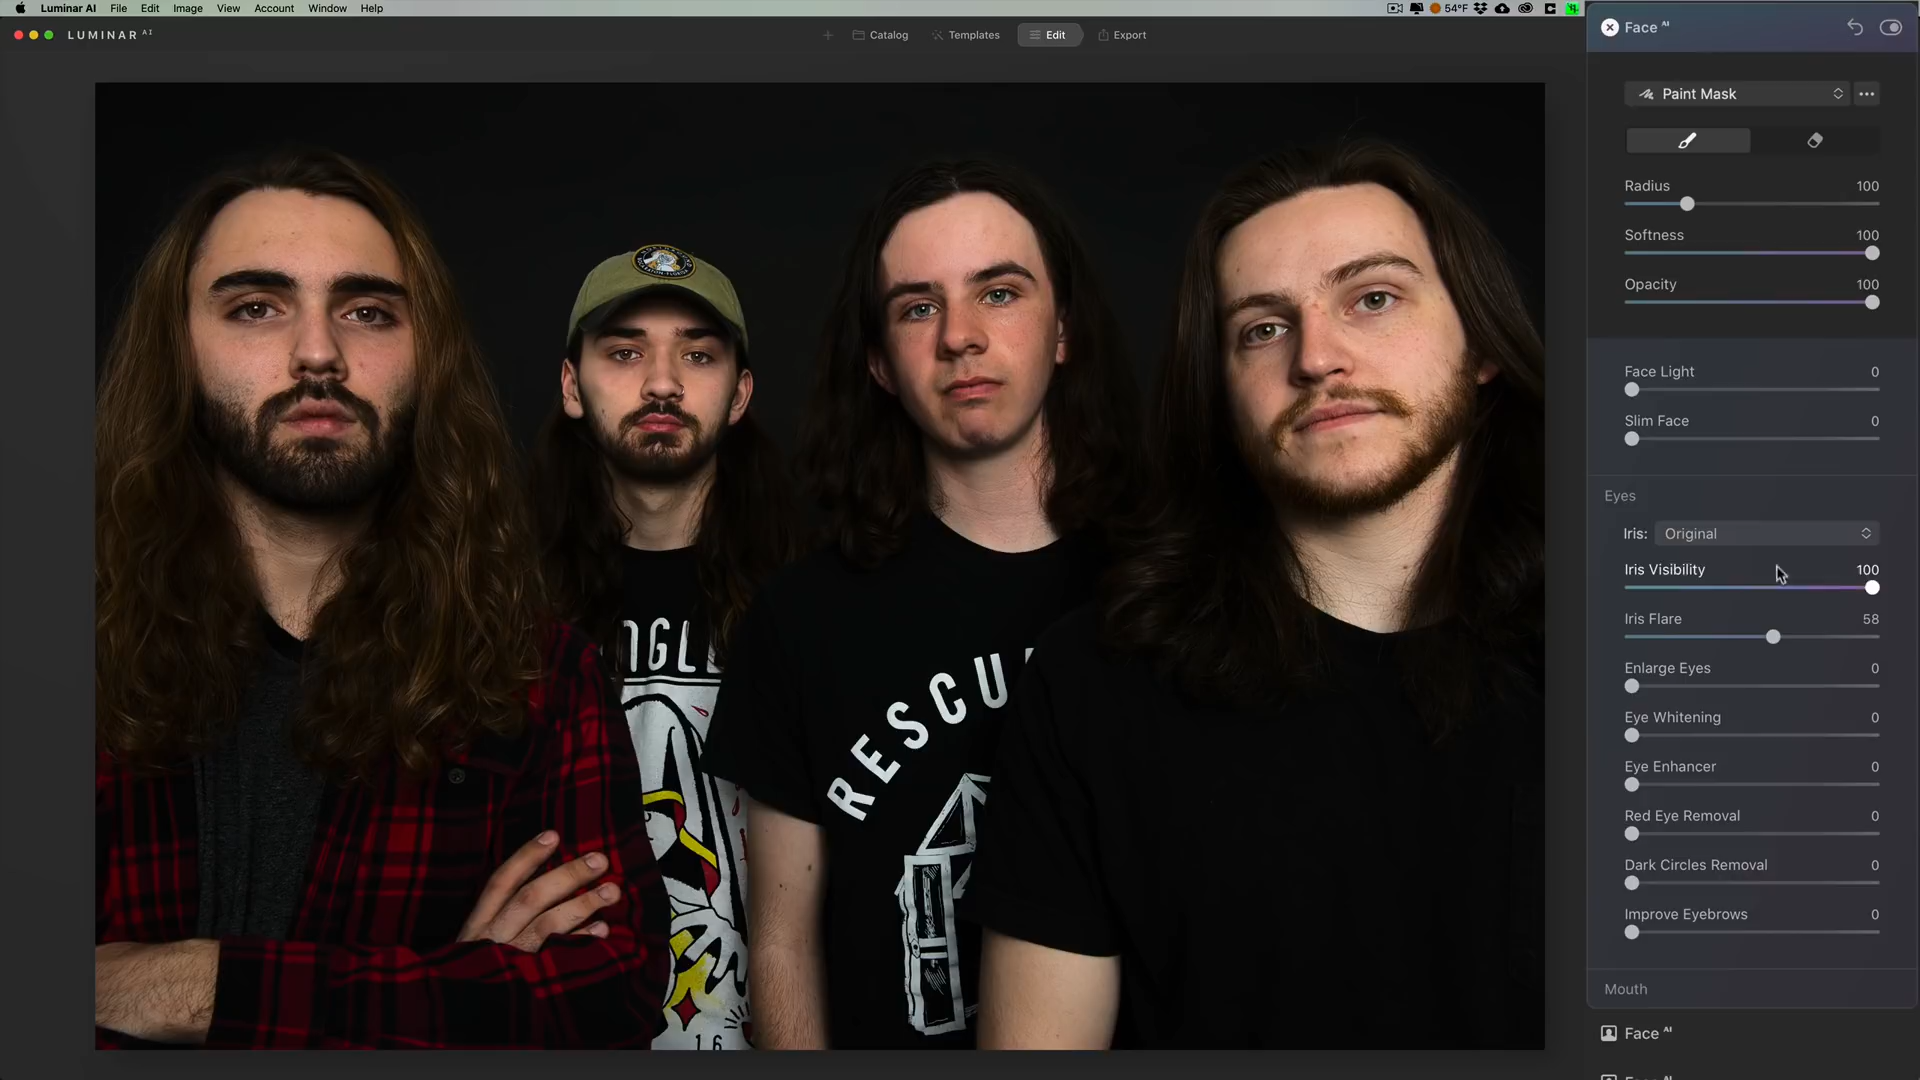 Luminar AI File Edit View Image Account Window Help 54°F
LUMINAR AI
Catalog Templates Edit Export
Face AI
Paint Mask
Radius 100
Softness 100
Opacity 100
Face Light 0
Slim Face 0
Eyes
Iris: Original
Iris Visibility 100
Iris Flare 58
Enlarge Eyes 0
Eye Whitening 0
Eye Enhancer 0
Red Eye Removal 0
Dark Circles Removal 0
Improve Eyebrows 0
Mouth
Face AI
RESCU
16